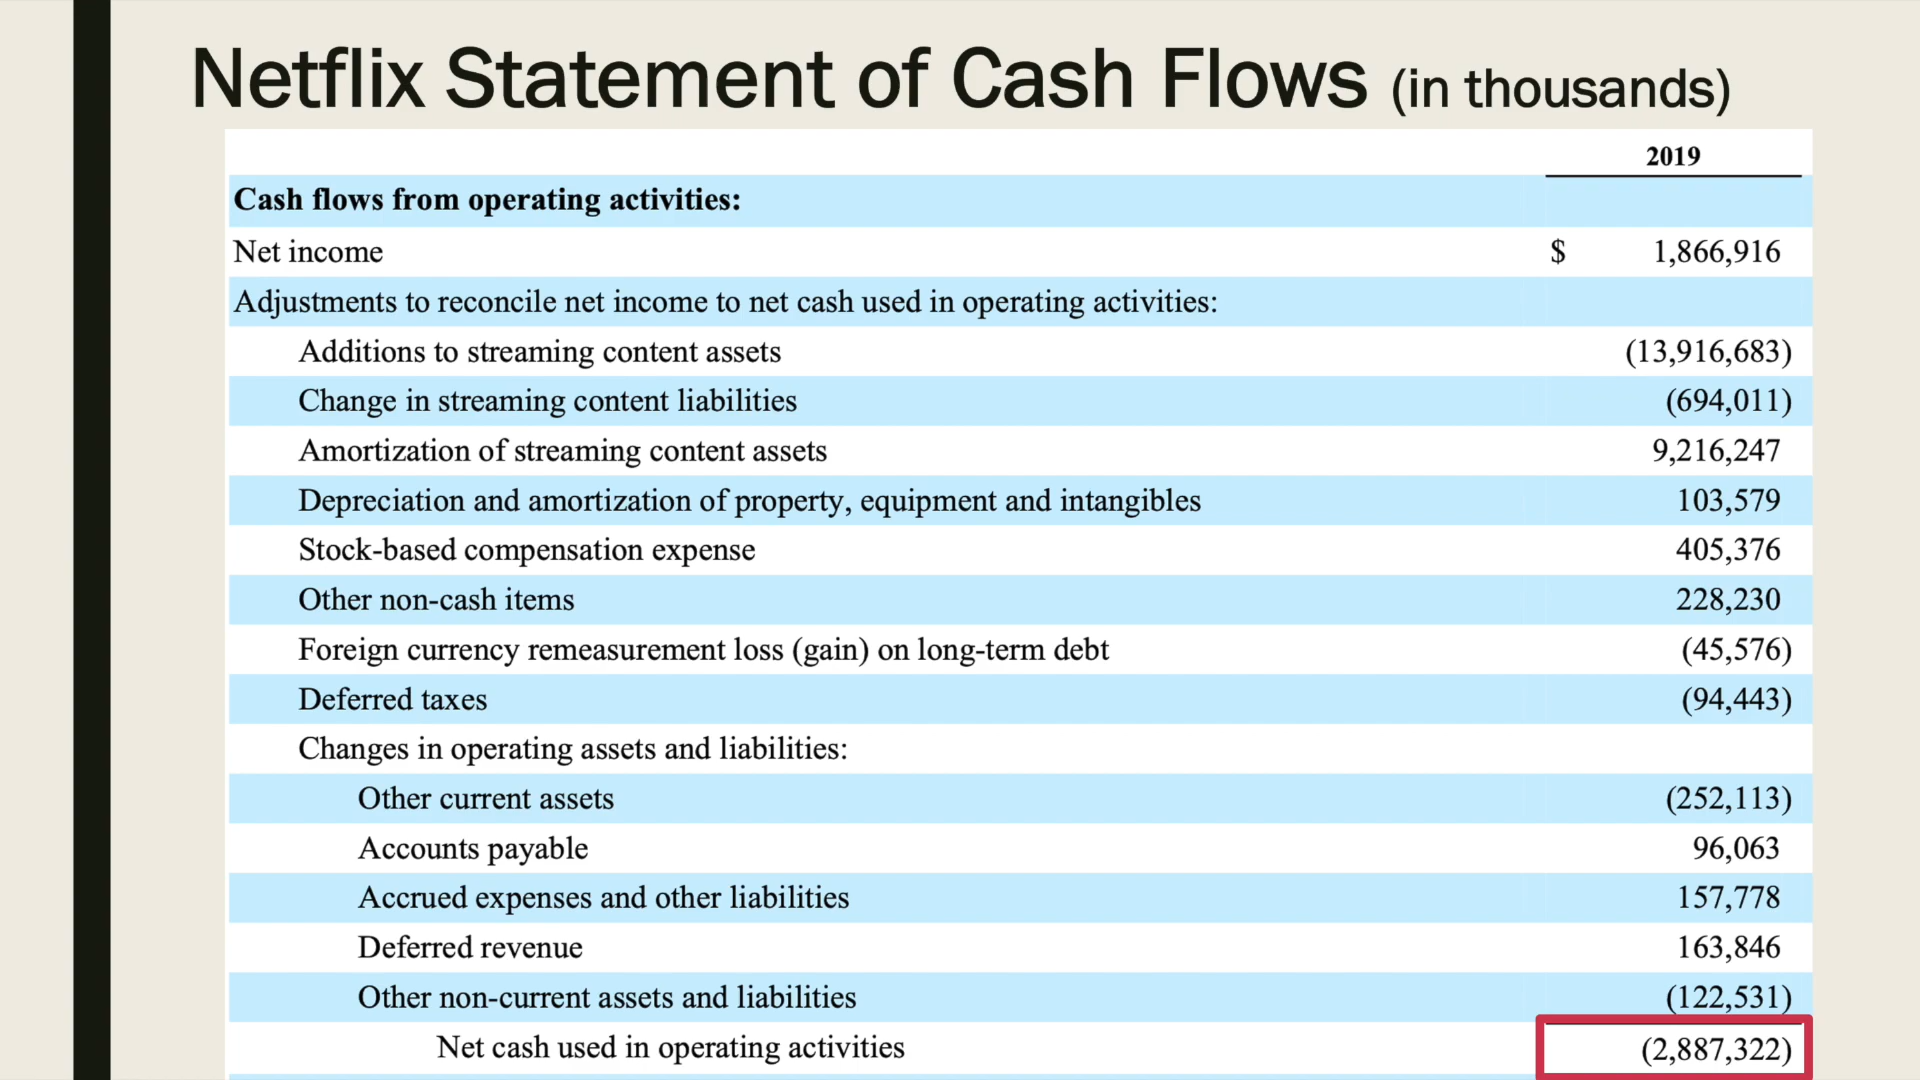 Netflix Statement of Cash Flows (in thousands)
2019
Cash flows from operating activities:
Net income $ 1,866,916
Adjustments to reconcile net income to net cash used in operating activities:
Additions to streaming content assets (13,916,683)
Change in streaming content liabilities (694,011)
Amortization of streaming content assets 9,216,247
Depreciation and amortization of property, equipment and intangibles 103,579
Stock-based compensation expense 405,376
Other non-cash items 228,230
Foreign currency remeasurement loss (gain) on long-term debt (45,576)
Deferred taxes (94,443)
Changes in operating assets and liabilities:
Other current assets (252,113)
Accounts payable 96,063
Accrued expenses and other liabilities 157,778
Deferred revenue 163,846
Other non-current assets and liabilities (122,531)
Net cash used in operating activities (2,887,322)